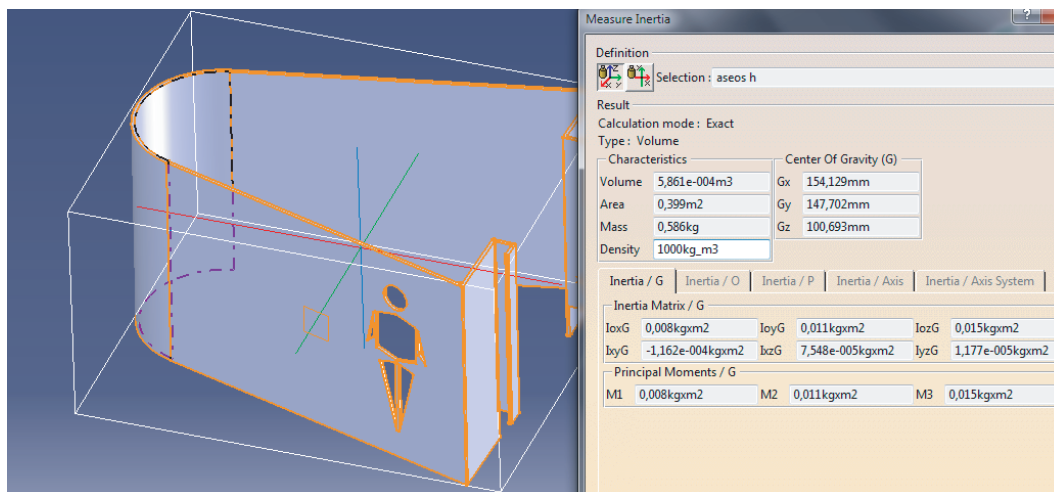 Measure Inertia
Definition
Selection : aseos h
Result
Calculation mode : Exact
Type : Volume
Characteristics
Center Of Gravity (G)
Volume 5,861e-004m3 Gx 154,129mm
Area 0,399m2 Gy 147,702mm
Mass 0,586kg Gz 100,693mm
Density 1000kg_m3
Inertia / G Inertia / O Inertia / P Inertia / Axis Inertia / Axis System
Inertia Matrix / G
IoxG 0,008kgxm2 IoyG 0,011kgxm2 IozG 0,015kgxm2
IxyG -1,162e-004kgxm2 IxzG 7,548e-005kgxm2 IyzG 1,177e-005kgxm2
Principal Moments / G
M1 0,008kgxm2 M2 0,011kgxm2 M3 0,015kgxm2